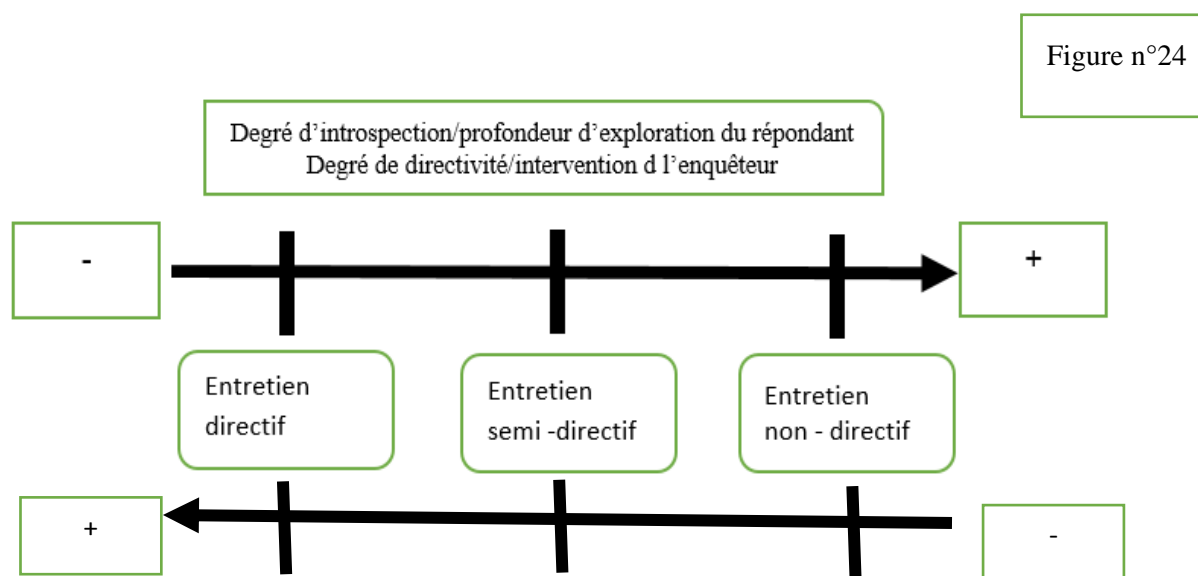 Figure n°24
Degré d'introspection/profondeur d'exploration du répondant
Degré de directivité/intervention d l'enquêteur
-
+
Entretien
directif
Entretien
semi -directif
Entretien
non - directif
+
-